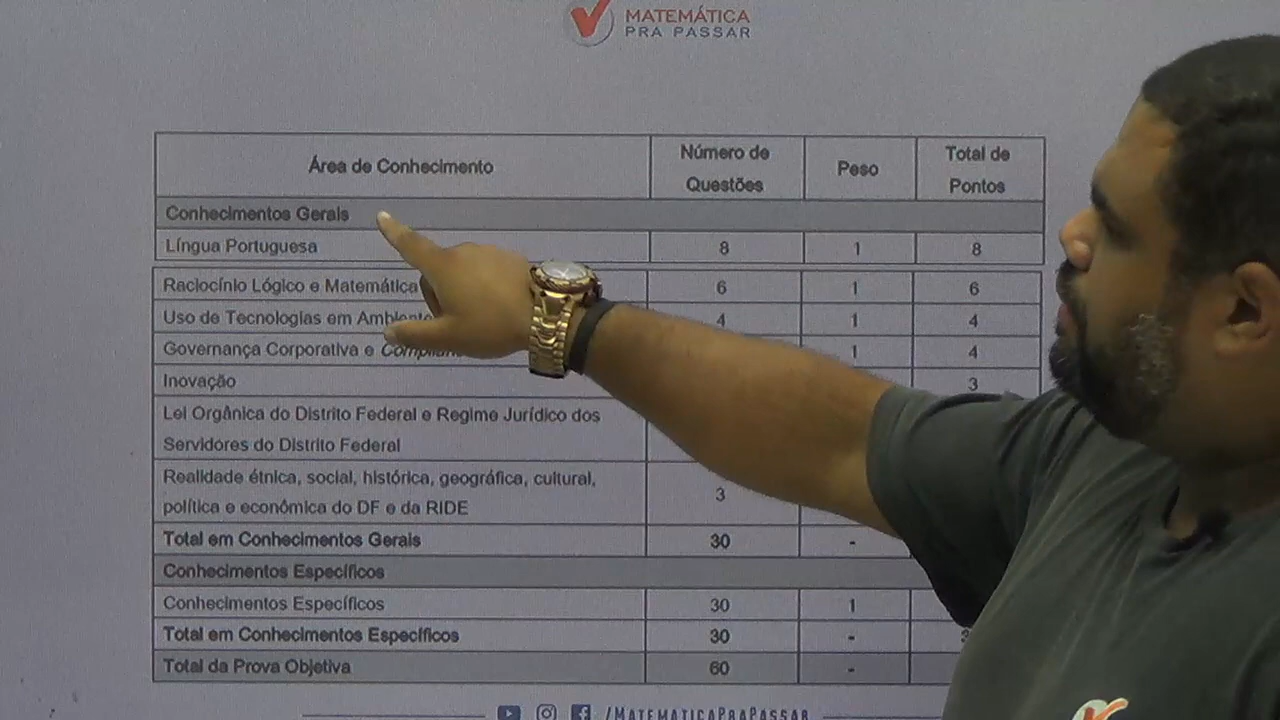 MATEMÁTICA
PRA PASSAR
Área de Conhecimento Número de Questões Peso Total de Pontos
Conhecimentos Gerais
Língua Portuguesa 8 1 8
Raciocínio Lógico e Matemática 6 1 6
Uso de Tecnologias em 4 1 4
Governança Corporativa e 1 4
Inovação 3
Lei Orgânica do Distrito Federal e Regime Jurídico dos
Servidores do Distrito Federal
Realidade étnica, social, histórica, geográfica, cultural,
política e econômica do DF e da RIDE 3
Total em Conhecimentos Gerais 30 -
Conhecimentos Específicos
Conhecimentos Específicos 30 1
Total em Conhecimentos Específicos 30 -
Total da Prova Objetiva 60 -
/MATEMATICAPRAPASSAR